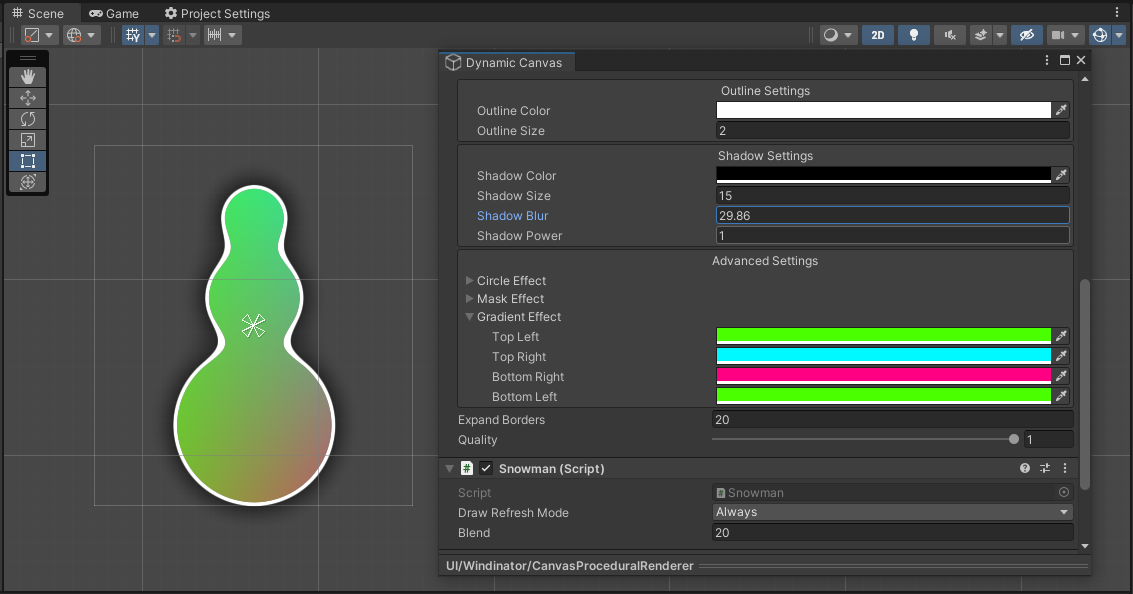 Scene Game Project Settings
2D
Dynamic Canvas
Outline Settings
Outline Color
Outline Size 2
Shadow Settings
Shadow Color
Shadow Size 15
Shadow Blur 29.86
Shadow Power 1
Advanced Settings
Circle Effect
Mask Effect
Gradient Effect
Top Left
Top Right
Bottom Right
Bottom Left
Expand Borders 20
Quality 1
# Snowman (Script)
Script # Snowman
Draw Refresh Mode Always
Blend 20
UI/Windinator/CanvasProceduralRenderer